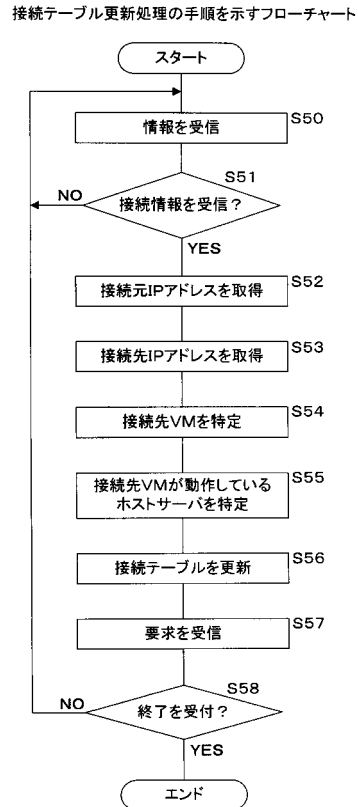 接続テーブル更新処理の手順を示すフローチャート
スタート
情報を受信
S50
S51
接続情報を受信？
NO
YES
接続元IPアドレスを取得
S52
接続先IPアドレスを取得
S53
接続先VMを特定
S54
接続先VMが動作している
ホストサーバを特定
S55
接続テーブルを更新
S56
要求を受信
S57
S58
終了を受付？
NO
YES
エンド